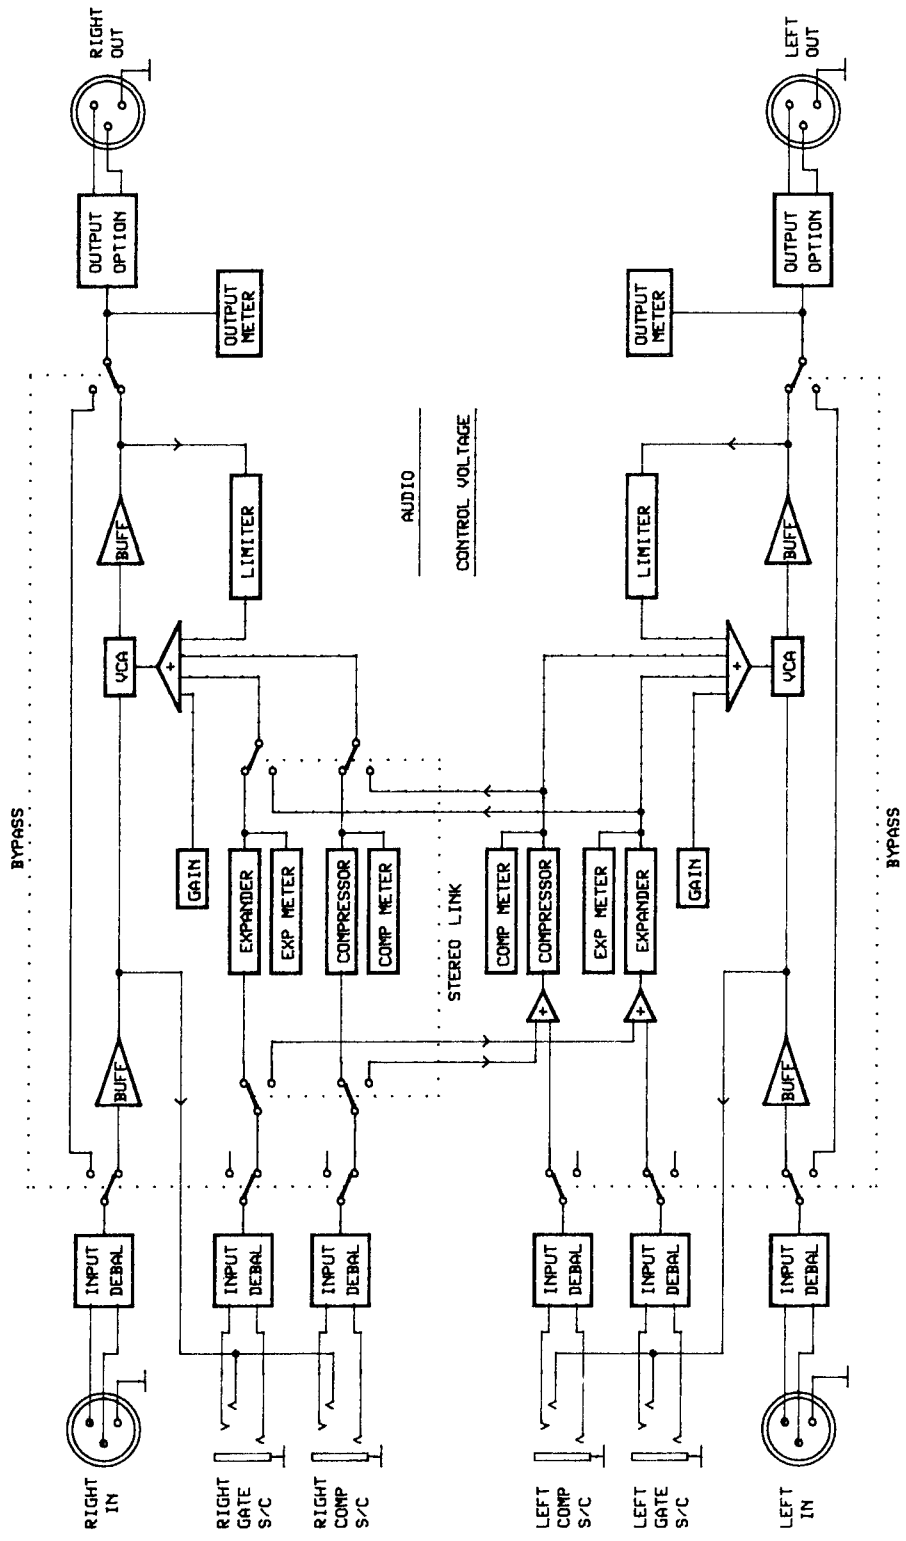 RIGHT
OUT
LEFT
OUT
OUTPUT
OPTION
OUTPUT
OPTION
OUTPUT
METER
OUTPUT
METER
AUDIO
CONTROL VOLTAGE
BUFF
LIMITER
LIMITER
BUFF
VCA
+
+
VCA
BYPASS
BYPASS
GAIN
EXPANDER
EXP METER
COMPRESSOR
COMP METER
STEREO LINK
COMP METER
COMPRESSOR
EXP METER
EXPANDER
GAIN
+
+
BUFF
BUFF
INPUT
DEBAL
INPUT
DEBAL
INPUT
DEBAL
INPUT
DEBAL
INPUT
DEBAL
INPUT
DEBAL
RIGHT
IN
RIGHT
GATE
S/C
RIGHT
COMP
S/C
LEFT
COMP
S/C
LEFT
GATE
S/C
LEFT
IN